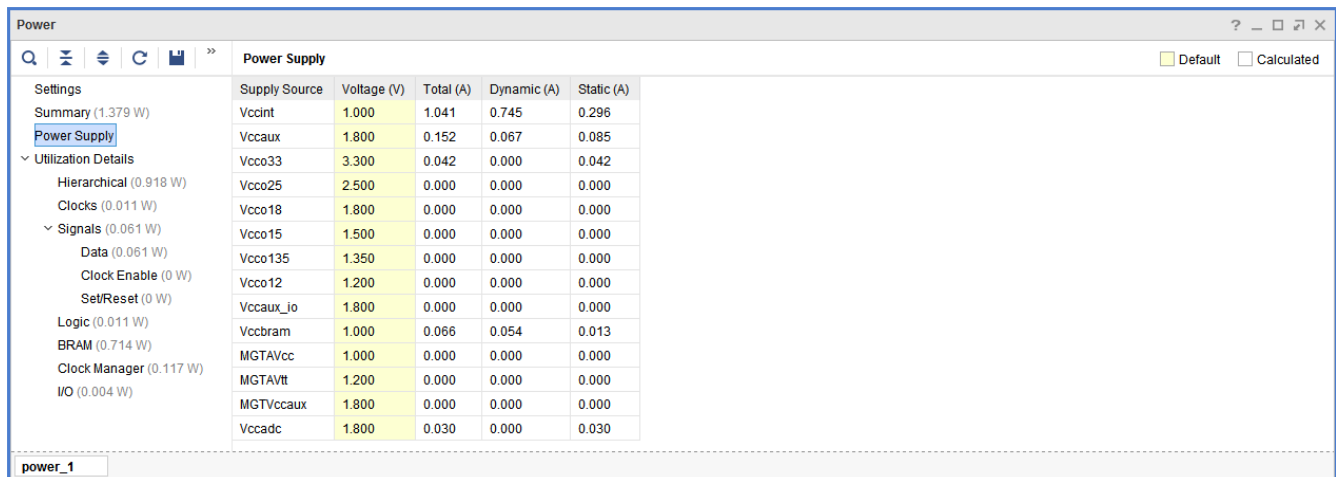 Power
Power Supply
Default Calculated
Settings
Summary (1.379 W)
Power Supply
Utilization Details
Hierarchical (0.918 W)
Clocks (0.011 W)
Signals (0.061 W)
Data (0.061 W)
Clock Enable (0 W)
Set/Reset (0 W)
Logic (0.011 W)
BRAM (0.714 W)
Clock Manager (0.117 W)
I/O (0.004 W)
Supply Source Voltage (V) Total (A) Dynamic (A) Static (A)
Vccint 1.000 1.041 0.745 0.296
Vccaux 1.800 0.152 0.067 0.085
Vcco33 3.300 0.042 0.000 0.042
Vcco25 2.500 0.000 0.000 0.000
Vcco18 1.800 0.000 0.000 0.000
Vcco15 1.500 0.000 0.000 0.000
Vcco135 1.350 0.000 0.000 0.000
Vcco12 1.200 0.000 0.000 0.000
Vccaux_io 1.800 0.000 0.000 0.000
Vccbram 1.000 0.066 0.054 0.013
MGTAVcc 1.000 0.000 0.000 0.000
MGTAVtt 1.200 0.000 0.000 0.000
MGTVccaux 1.800 0.000 0.000 0.000
Vccadc 1.800 0.030 0.000 0.030
power_1